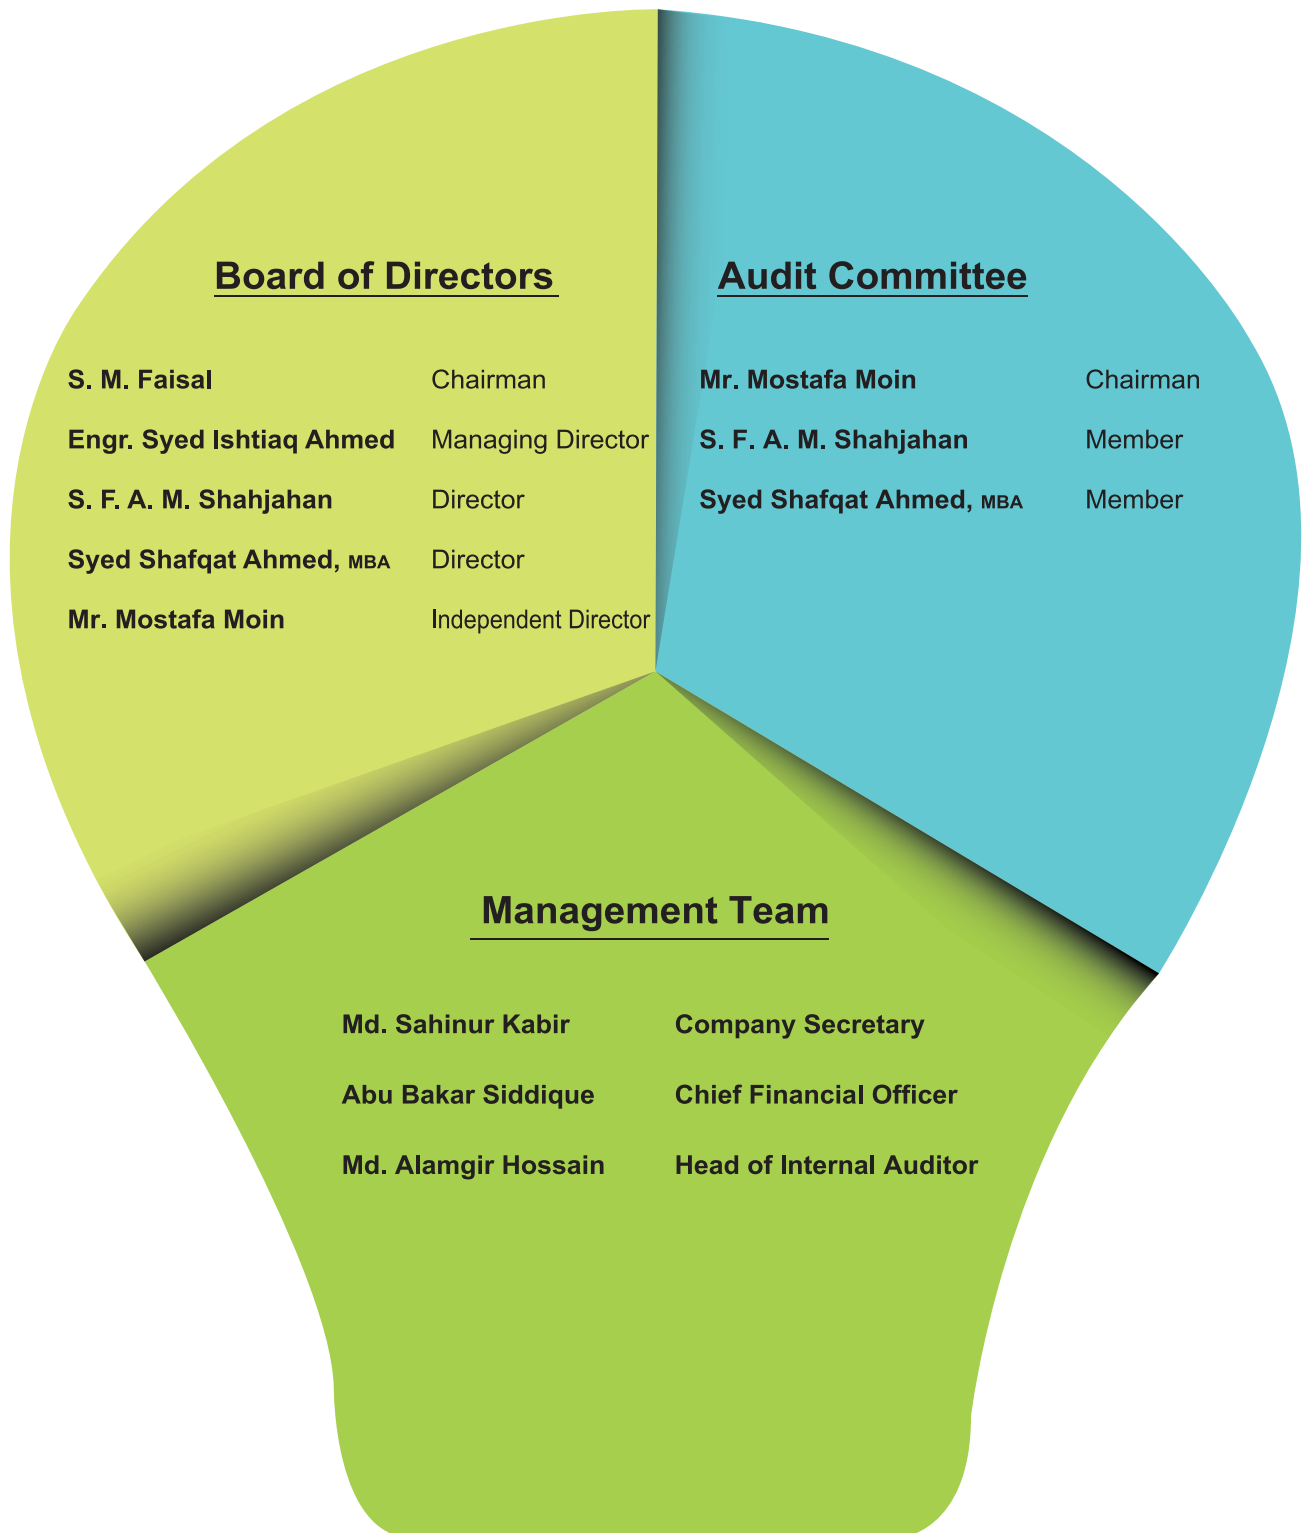 Board of Directors
S. M. Faisal Chairman
Engr. Syed Ishtiaq Ahmed Managing Director
S. F. A. M. Shahjahan Director
Syed Shafqat Ahmed, MBA Director
Mr. Mostafa Moin Independent Director
Audit Committee
Mr. Mostafa Moin Chairman
S. F. A. M. Shahjahan Member
Syed Shafqat Ahmed, MBA Member
Management Team
Md. Sahinur Kabir Company Secretary
Abu Bakar Siddique Chief Financial Officer
Md. Alamgir Hossain Head of Internal Auditor